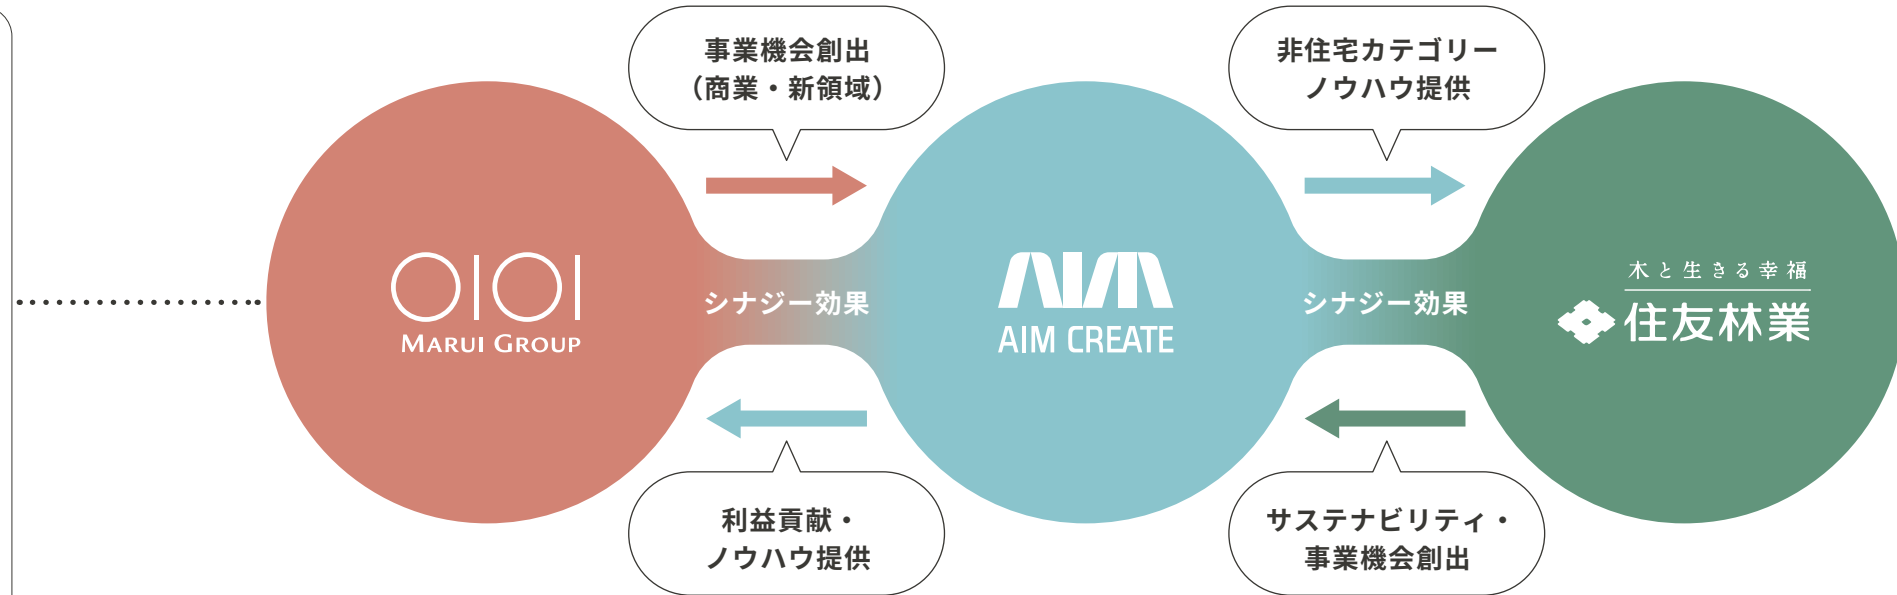 事業機会創出
（商業・新領域）
非住宅カテゴリー
ノウハウ提供
OIOI
MARUI GROUP
シナジー効果
AIM
AIM CREATE
シナジー効果
木と生きる幸福
住友林業
利益貢献・
ノウハウ提供
サステナビリティ・
事業機会創出